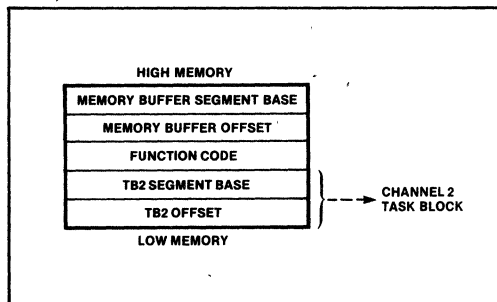 HIGH MEMORY
MEMORY BUFFER SEGMENT BASE
MEMORY BUFFER OFFSET
FUNCTION CODE
TB2 SEGMENT BASE
TB2 OFFSET
CHANNEL 2
TASK BLOCK
LOW MEMORY